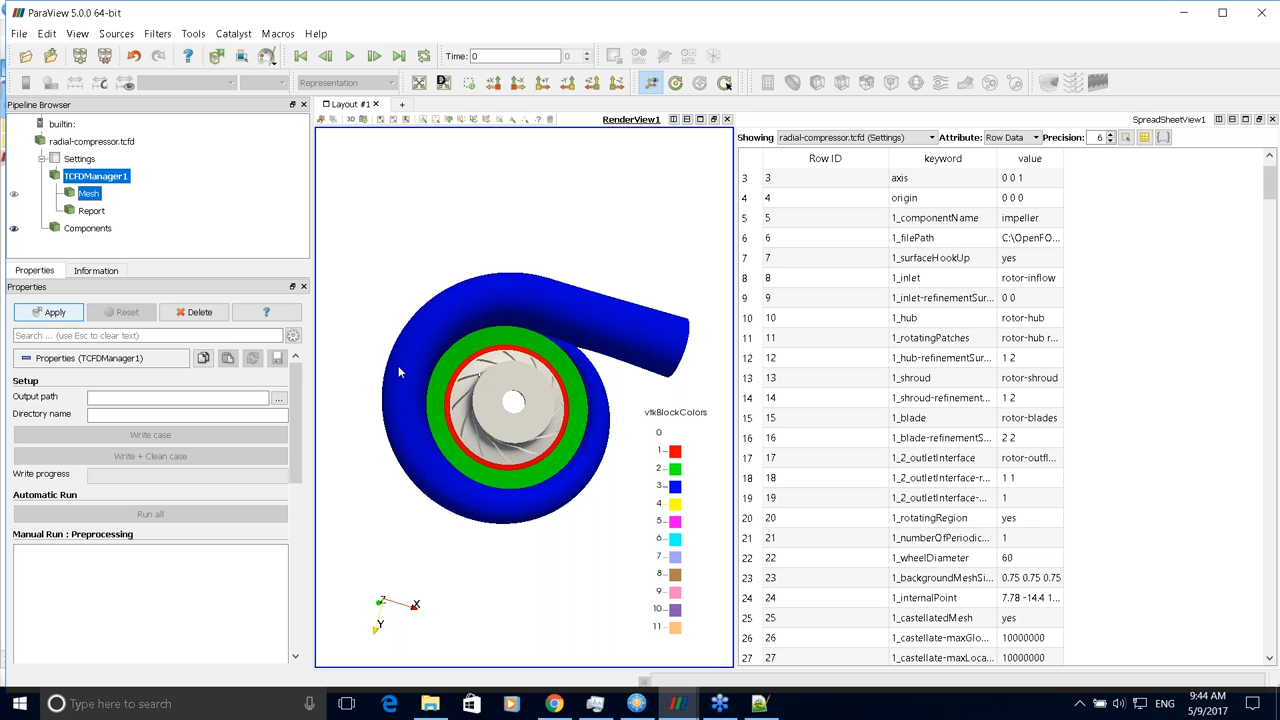 ParaView 5.0.0 64-bit
File Edit View Sources Filters Tools Catalyst Macros Help
Time: 0 0
Representation
Pipeline Browser
builtin:
radial-compressor.tcfd
Settings
TCFDManager1
Mesh
Report
Components
Properties Information
Properties
Apply Reset Delete ?
Search ... (use Esc to clear text)
Properties (TCFDManager1)
Setup
Output path ...
Directory name
Write case
Write + Clean case
Write progress
Automatic Run
Run all
Manual Run : Preprocessing
Layout #1 +
3D RenderView1
vtkBlockColors
0
1
2
3
4
5
6
7
8
9
10
11
Z X
Y
SpreadSheetView1
Showing radial-compressor.tcfd (Settings) Attribute: Row Data Precision: 6
Row ID keyword value
3 3 axis 0 0 1
4 4 origin 0 0 0
5 5 1_componentName impeller
6 6 1_filePath C:\OpenFO...
7 7 1_surfaceHookUp yes
8 8 1_inlet rotor-inflow
9 9 1_inlet-refinementSur... 0 0
10 10 1_hub rotor-hub
11 11 1_rotatingPatches rotor-hub r...
12 12 1_hub-refinementSu... 1 2
13 13 1_shroud rotor-shroud
14 14 1_shroud-refinement... 1 2
15 15 1_blade rotor-blades
16 16 1_blade-refinementS... 2 2
17 17 1_2_outletInterface rotor-outfl...
18 18 1_2_outletInterface-r... 1 1
19 19 1_2_outletInterface-... 1
20 20 1_rotatingRegion yes
21 21 1_numberOfPeriodic... 1
22 22 1_wheelDiameter 60
23 23 1_backgroundMeshSi... 0.75 0.75 0.75
24 24 1_internalPoint 7.78 -14.4 1...
25 25 1_castellatedMesh yes
26 26 1_castellate-maxGlo... 10000000
27 27 1_castellate-maxLoca... 10000000
Type here to search
ENG
9:44 AM
5/9/2017